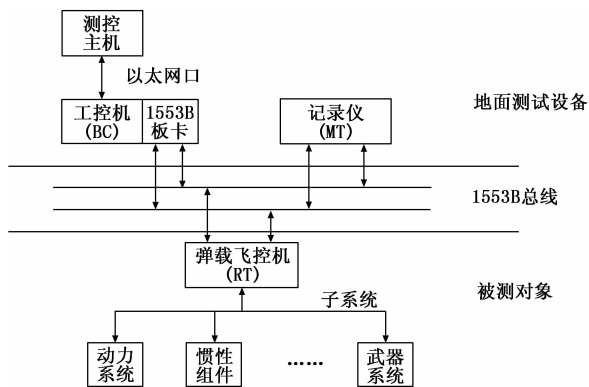 测控
主机
以太网口
工控机
(BC)
1553B
板卡
记录仪
(MT)
地面测试设备
1553B总线
弹载飞控机
(RT)
子系统
被测对象
动力
系统
惯性
组件
……
武器
系统